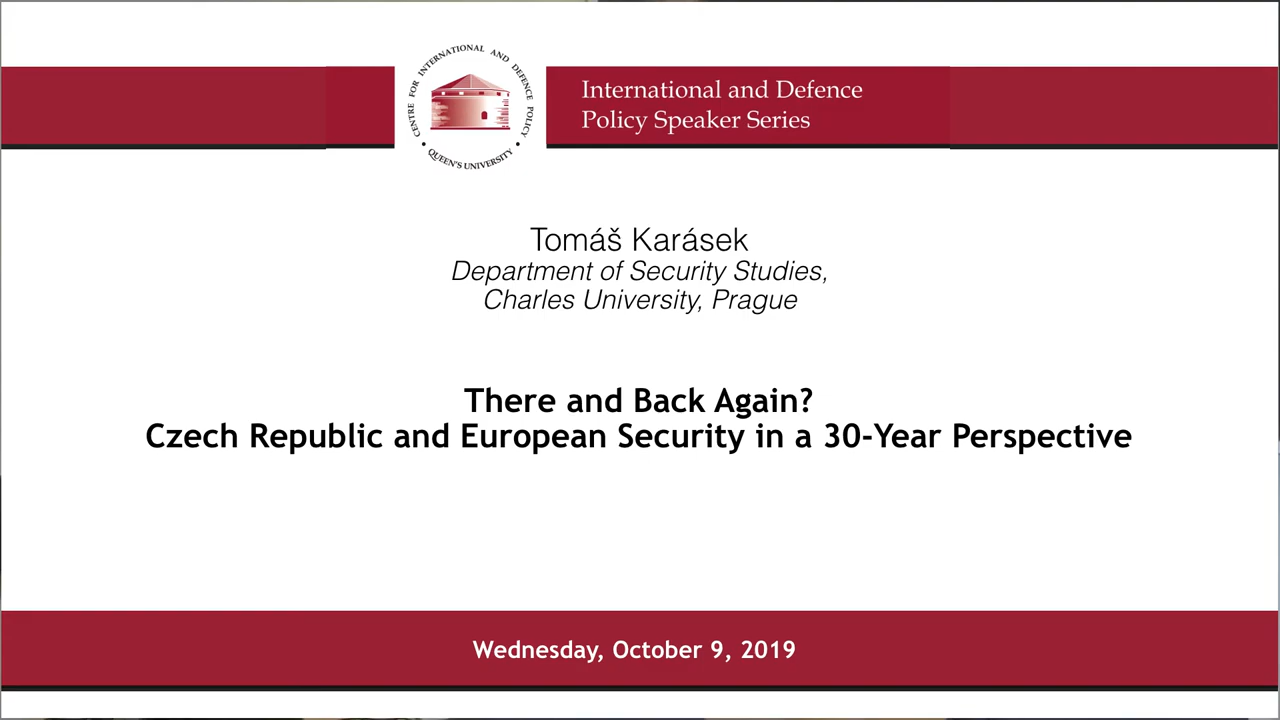 CENTRE FOR INTERNATIONAL AND DEFENCE POLICY
• QUEEN'S UNIVERSITY •
International and Defence
Policy Speaker Series
Tomáš Karásek
Department of Security Studies,
Charles University, Prague
There and Back Again?
Czech Republic and European Security in a 30-Year Perspective
Wednesday, October 9, 2019